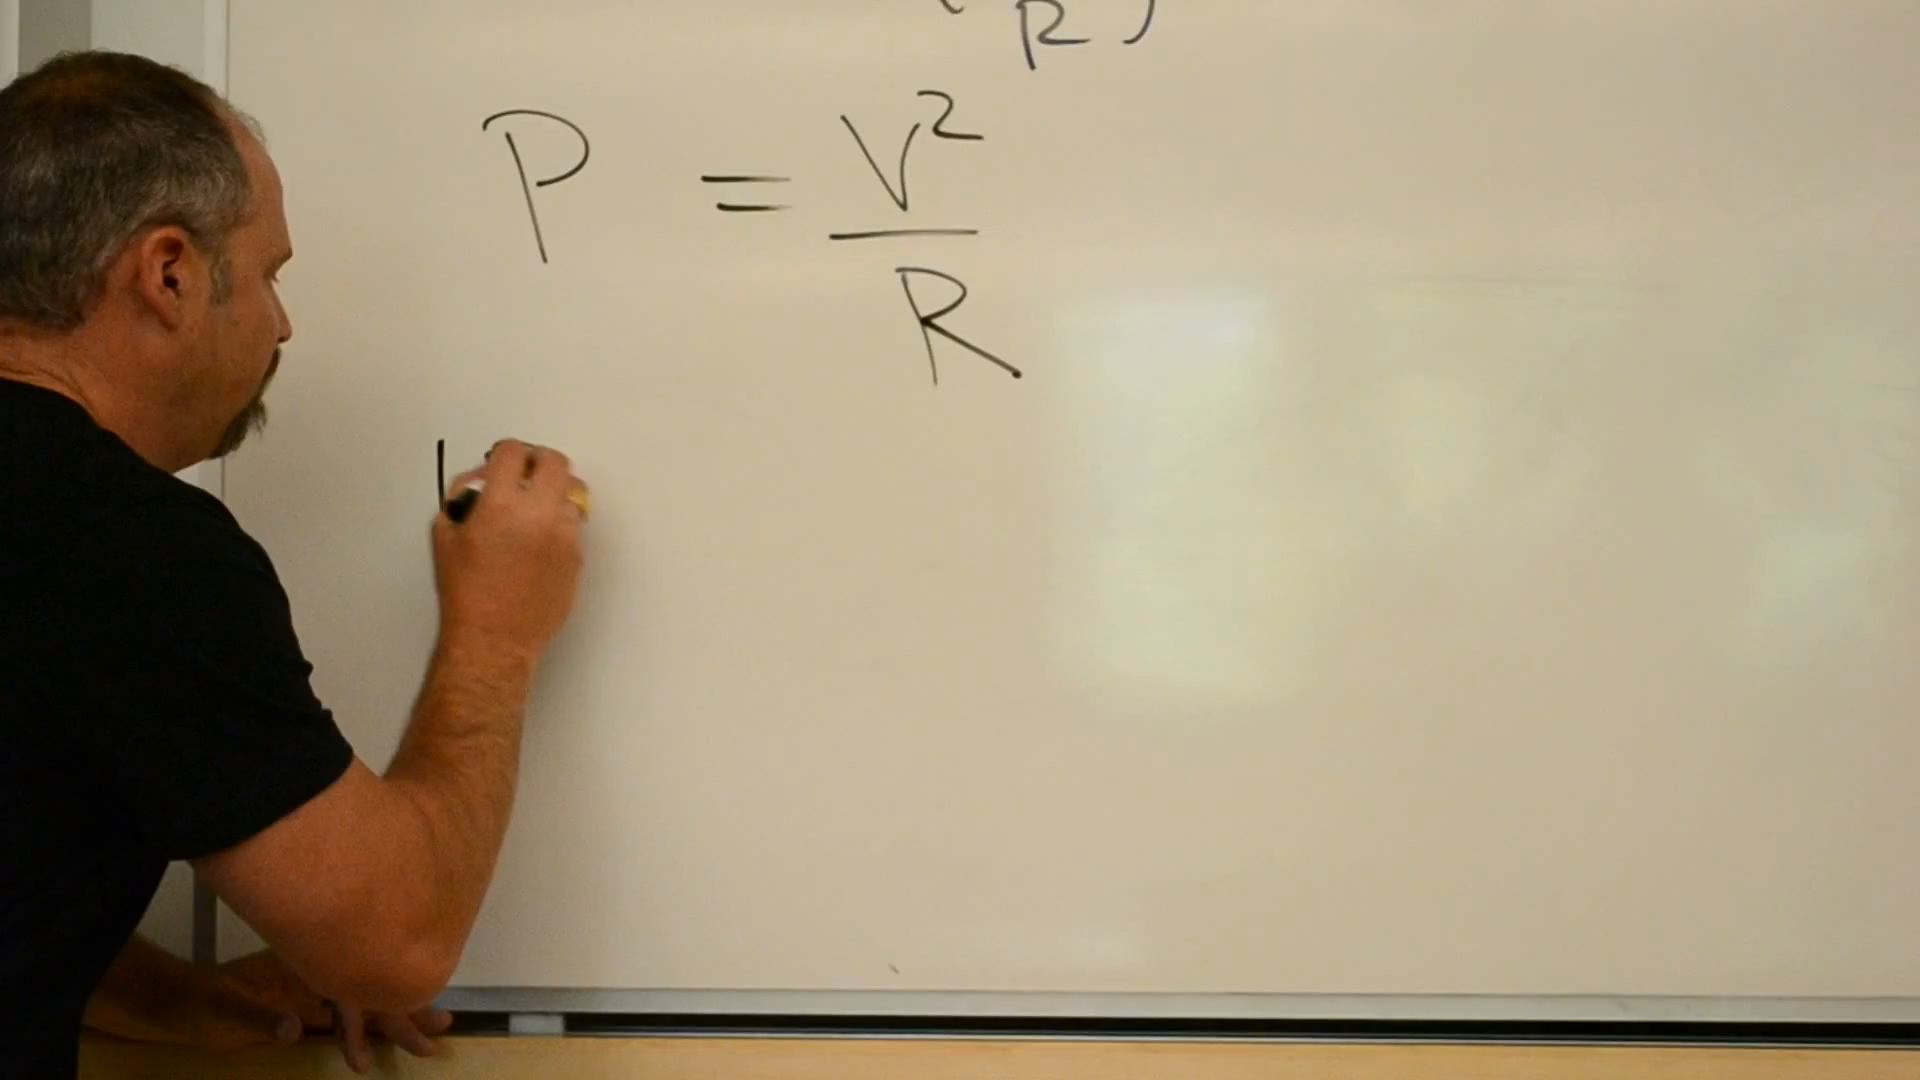 R )
P = V²
R